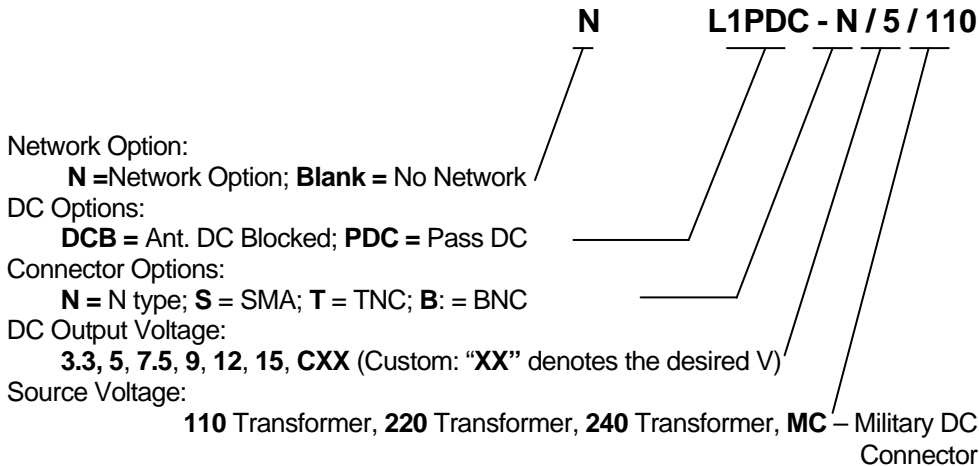 N L1PDC - N / 5 / 110
Network Option:
N =Network Option; Blank = No Network
DC Options:
DCB = Ant. DC Blocked; PDC = Pass DC
Connector Options:
N = N type; S = SMA; T = TNC; B: = BNC
DC Output Voltage:
3.3, 5, 7.5, 9, 12, 15, CXX (Custom: “XX” denotes the desired V)
Source Voltage:
110 Transformer, 220 Transformer, 240 Transformer, MC – Military DC
Connector